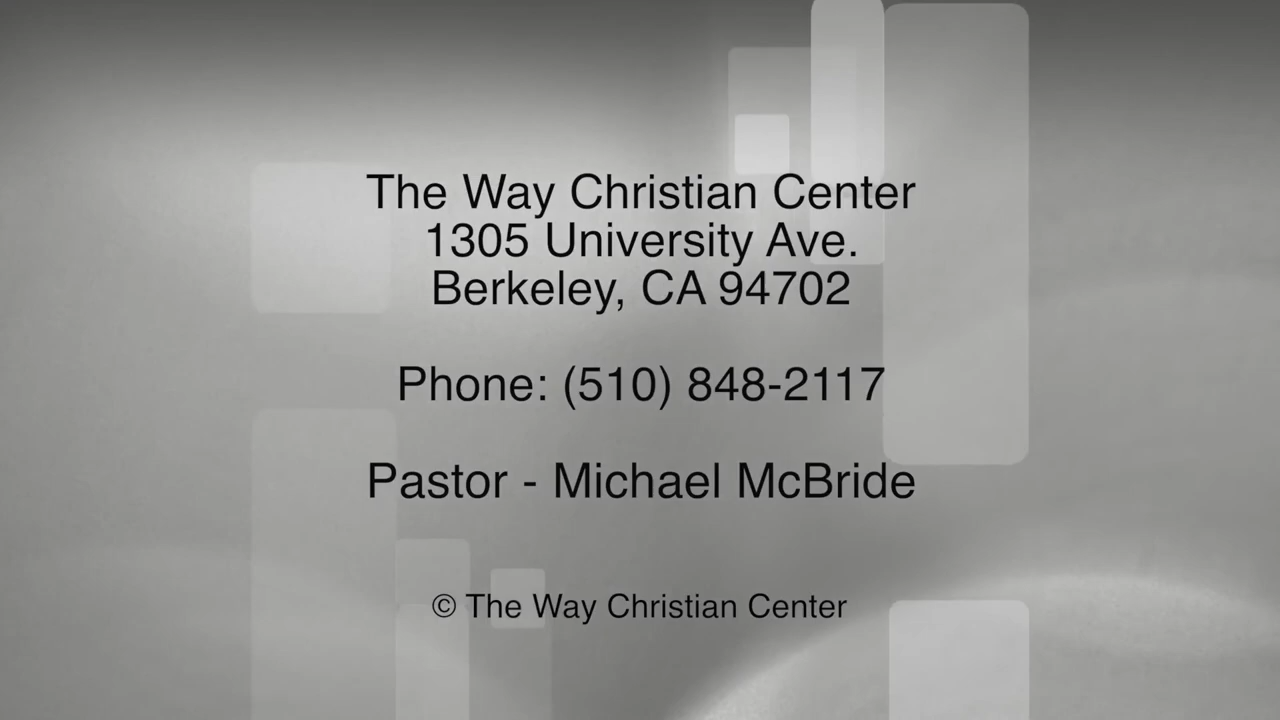 The Way Christian Center
1305 University Ave.
Berkeley, CA 94702
Phone: (510) 848-2117
Pastor - Michael McBride
© The Way Christian Center